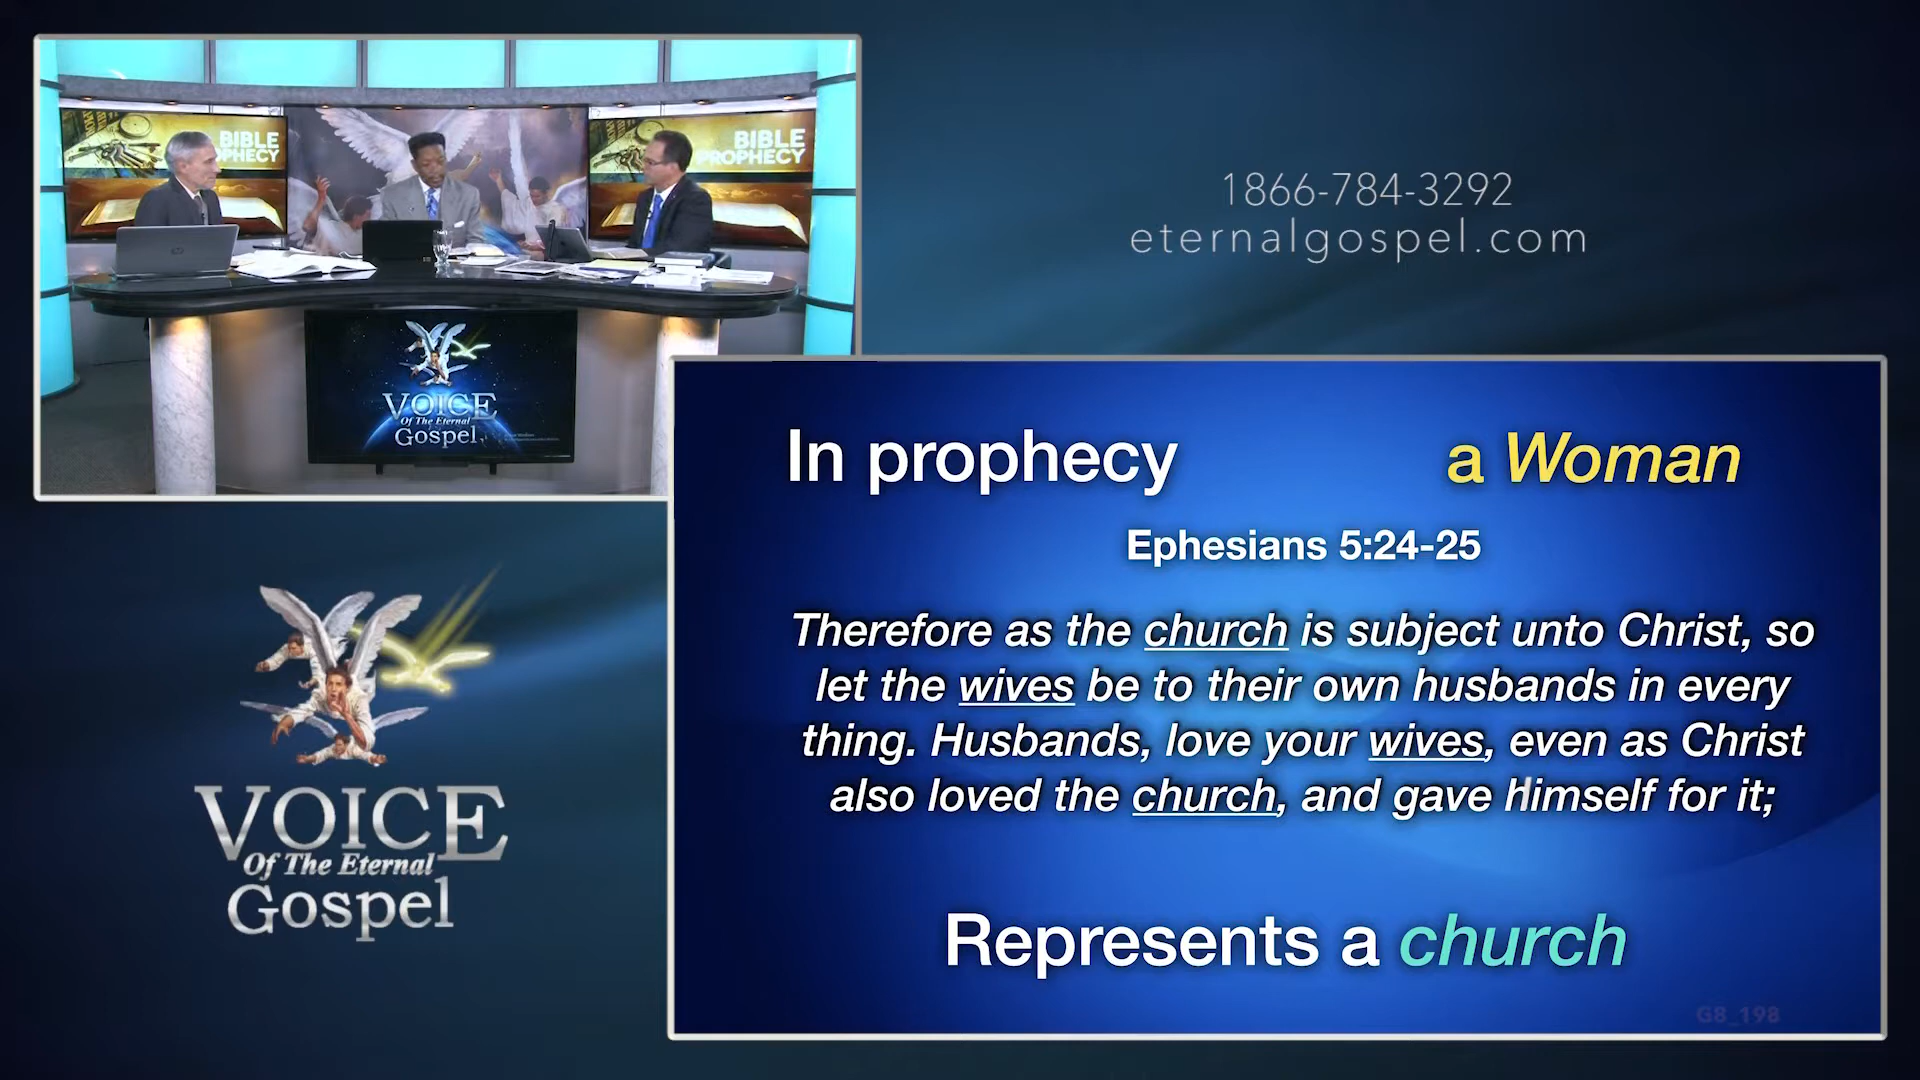 BIBLE
PHECY
BIBLE
PROPHECY
VOICE
Of The Eternal
Gospel
1866-784-3292
eternalgospel.com
In prophecy a Woman
Ephesians 5:24-25
Therefore as the church is subject unto Christ, so
let the wives be to their own husbands in every
thing. Husbands, love your wives, even as Christ
also loved the church, and gave Himself for it;
Represents a church
G8_198
VOICE
Of The Eternal
Gospel